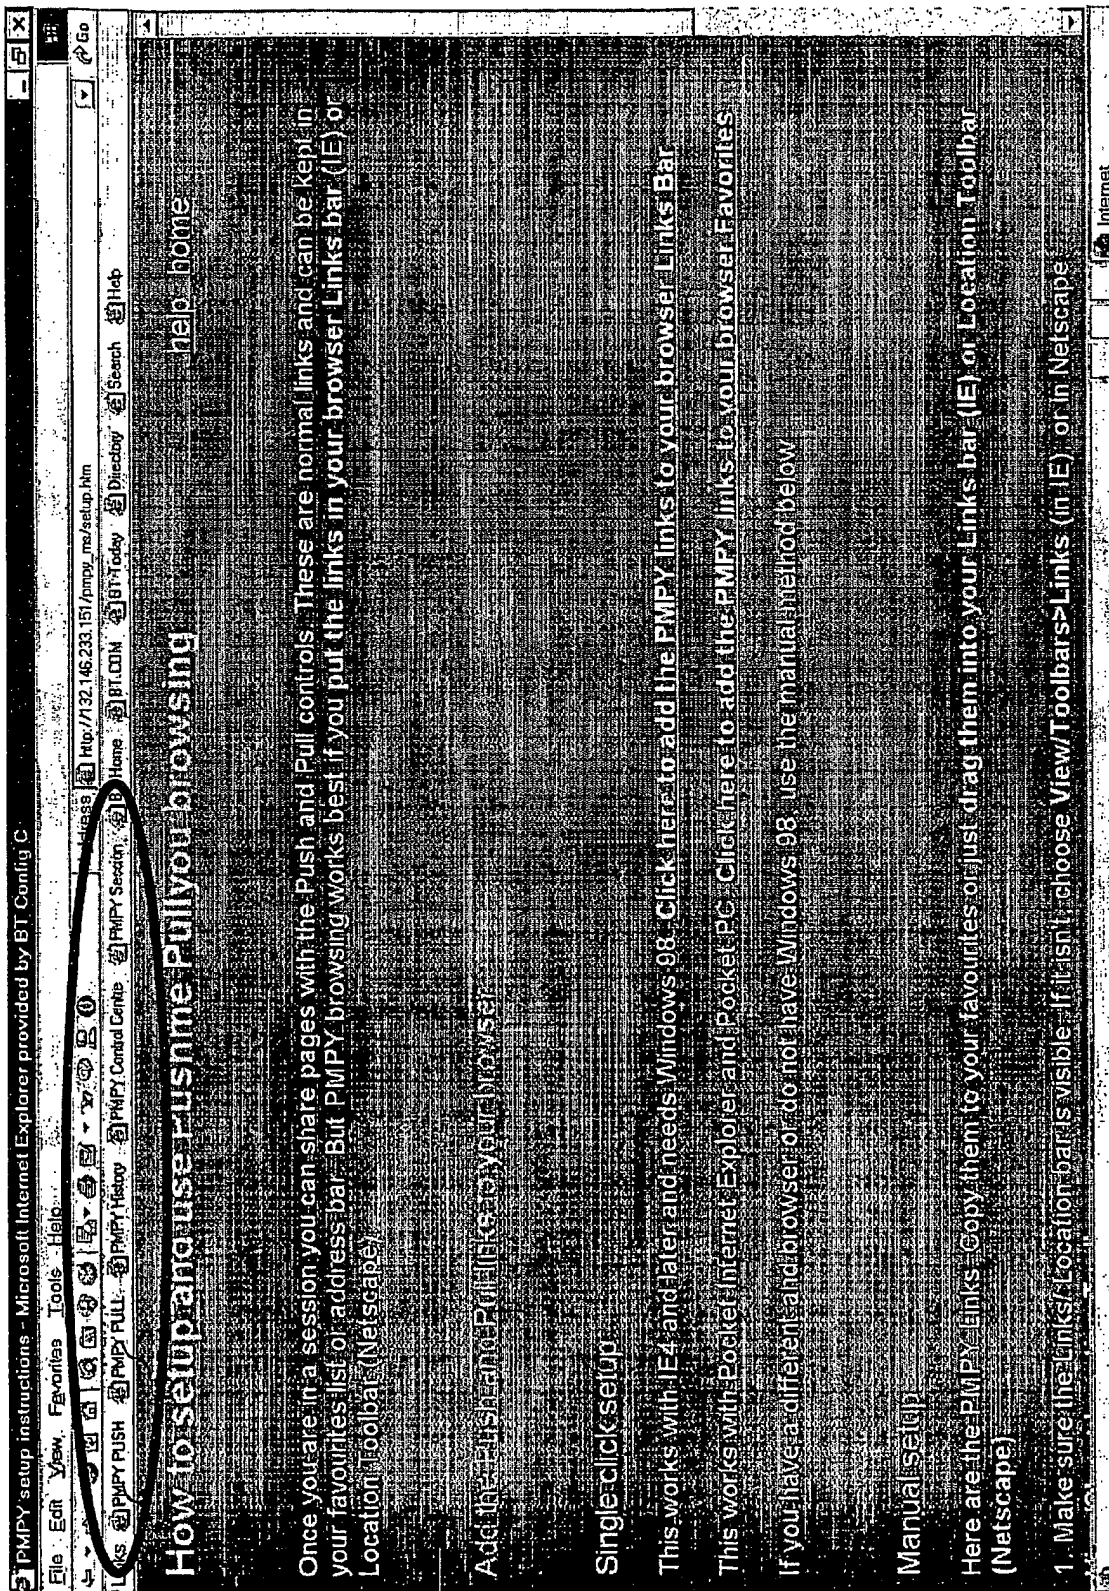 PMPY setup instructions - Microsoft Internet Explorer provided by BT Config C
File Edit View Favorites Tools Help
http://132.146.233.151/pmpy_me/setup.htm Go
Links PMPY PUSH PMPY PULL PMPY History PMPY Control Centre PMPY Session Home BT.COM BT Today Directory Search Help
How to setup and use Pushme Pullyou browsing help home
Once you are in a session you can share pages with the Push and Pull controls. These are normal links and can be kept in
your favourites list or address bar. But PMPY browsing works best if you put the links in your browser Links bar (IE) or
Location Toolbar (Netscape)
Add the Push and Pull links to your browser
Single click setup
This works with IE4 and later and needs Windows 98. Click here to add the PMPY links to your browser Links Bar
This works with Pocket Internet Explorer and Pocket PC. Click here to add the PMPY links to your browser Favorites
If you have a different browser or do not have Windows 98 use the manual method below
Manual setup
Here are the PMPY Links. Copy them to your favourites or just drag them into your Links bar (IE) or Location Toolbar
(Netscape)
1. Make sure the Links/Location bar is visible. If it isn't choose View/Toolbars>Links (in IE) or in Netscape
Internet